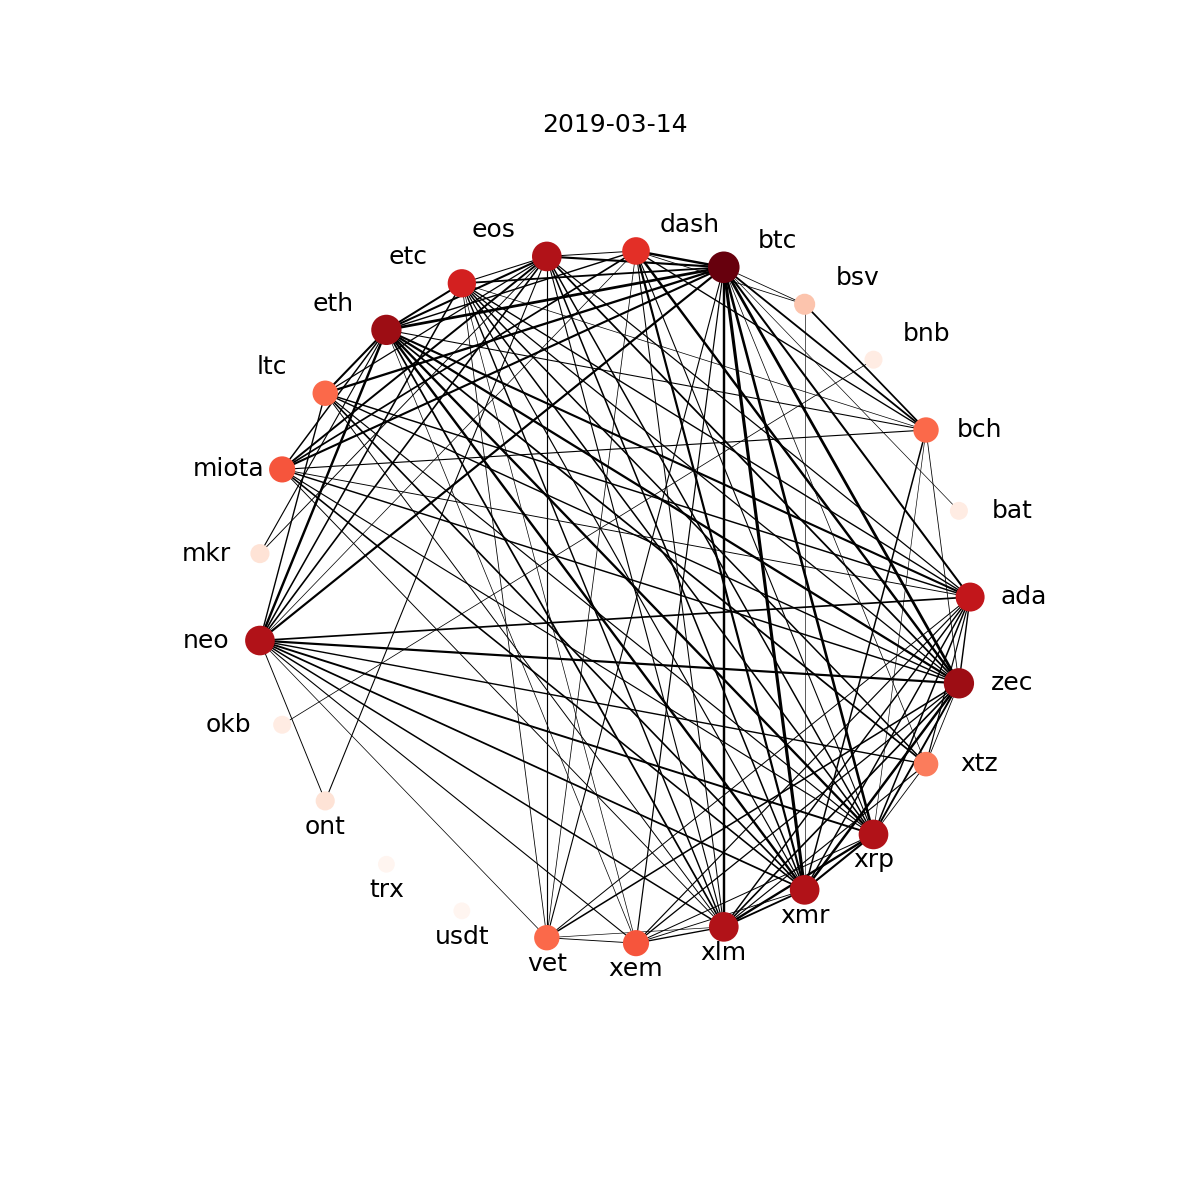 2019-03-14
dash
eos
btc
etc
bsv
eth
bnb
ltc
bch
miota
bat
mkr
ada
neo
zec
okb
xtz
ont
xrp
trx
xmr
usdt
xlm
vet
xem